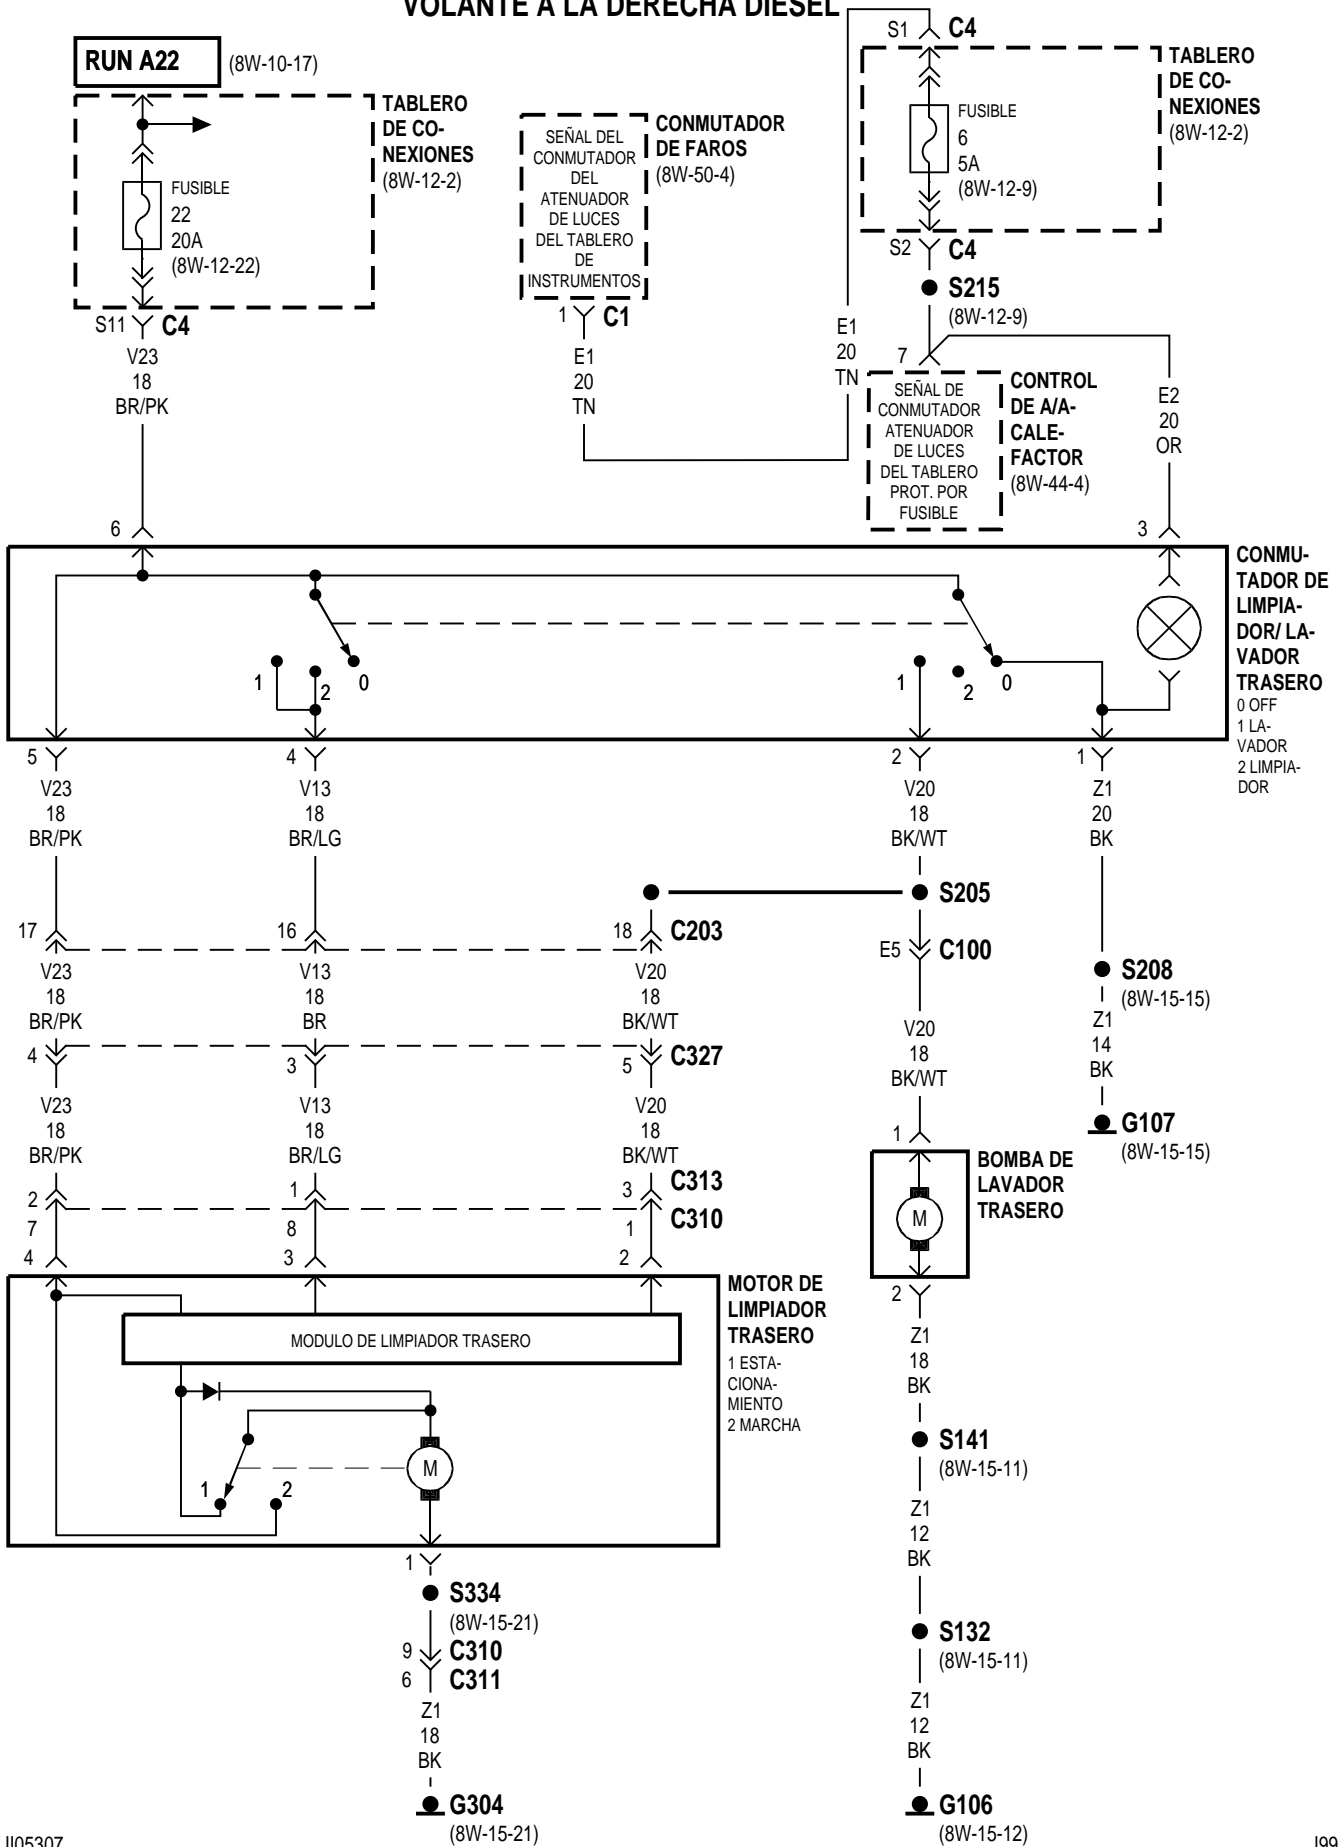 VOLANTE A LA DERECHA DIESEL
RUN A22
(8W-10-17)
TABLERO
DE CO-
NEXIONES
(8W-12-2)
FUSIBLE
22
20A
(8W-12-22)
S11
C4
V23
18
BR/PK
6
SEÑAL DEL
CONMUTADOR
DEL
ATENUADOR
DE LUCES
DEL TABLERO
DE
INSTRUMENTOS
CONMUTADOR
DE FAROS
(8W-50-4)
1
C1
E1
20
TN
E1
20
TN
S1
C4
TABLERO
DE CO-
NEXIONES
(8W-12-2)
FUSIBLE
6
5A
(8W-12-9)
S2
C4
S215
(8W-12-9)
7
SEÑAL DE
CONMUTADOR
ATENUADOR
DE LUCES
DEL TABLERO
PROT. POR
FUSIBLE
CONTROL
DE A/A-
CALE-
FACTOR
(8W-44-4)
E2
20
OR
3
CONMU-
TADOR DE
LIMPIA-
DOR/ LA-
VADOR
TRASERO
0 OFF
1 LA-
VADOR
2 LIMPIA-
DOR
1
2
0
1
2
0
5
4
2
1
V23
18
BR/PK
V13
18
BR/LG
V20
18
BK/WT
Z1
20
BK
S205
17
16
18
C203
E5
C100
S208
(8W-15-15)
V23
18
BR/PK
V13
18
BR
V20
18
BK/WT
V20
18
BK/WT
Z1
14
BK
4
3
5
C327
V23
18
BR/PK
V13
18
BR/LG
V20
18
BK/WT
1
G107
(8W-15-15)
2
1
3
C313
7
8
1
C310
4
3
2
BOMBA DE
LAVADOR
TRASERO
M
2
MOTOR DE
LIMPIADOR
TRASERO
1 ESTA-
CIONA-
MIENTO
2 MARCHA
MODULO DE LIMPIADOR TRASERO
1
2
M
1
S334
(8W-15-21)
9
C310
6
C311
Z1
18
BK
G304
(8W-15-21)
Z1
18
BK
S141
(8W-15-11)
Z1
12
BK
S132
(8W-15-11)
Z1
12
BK
G106
(8W-15-12)